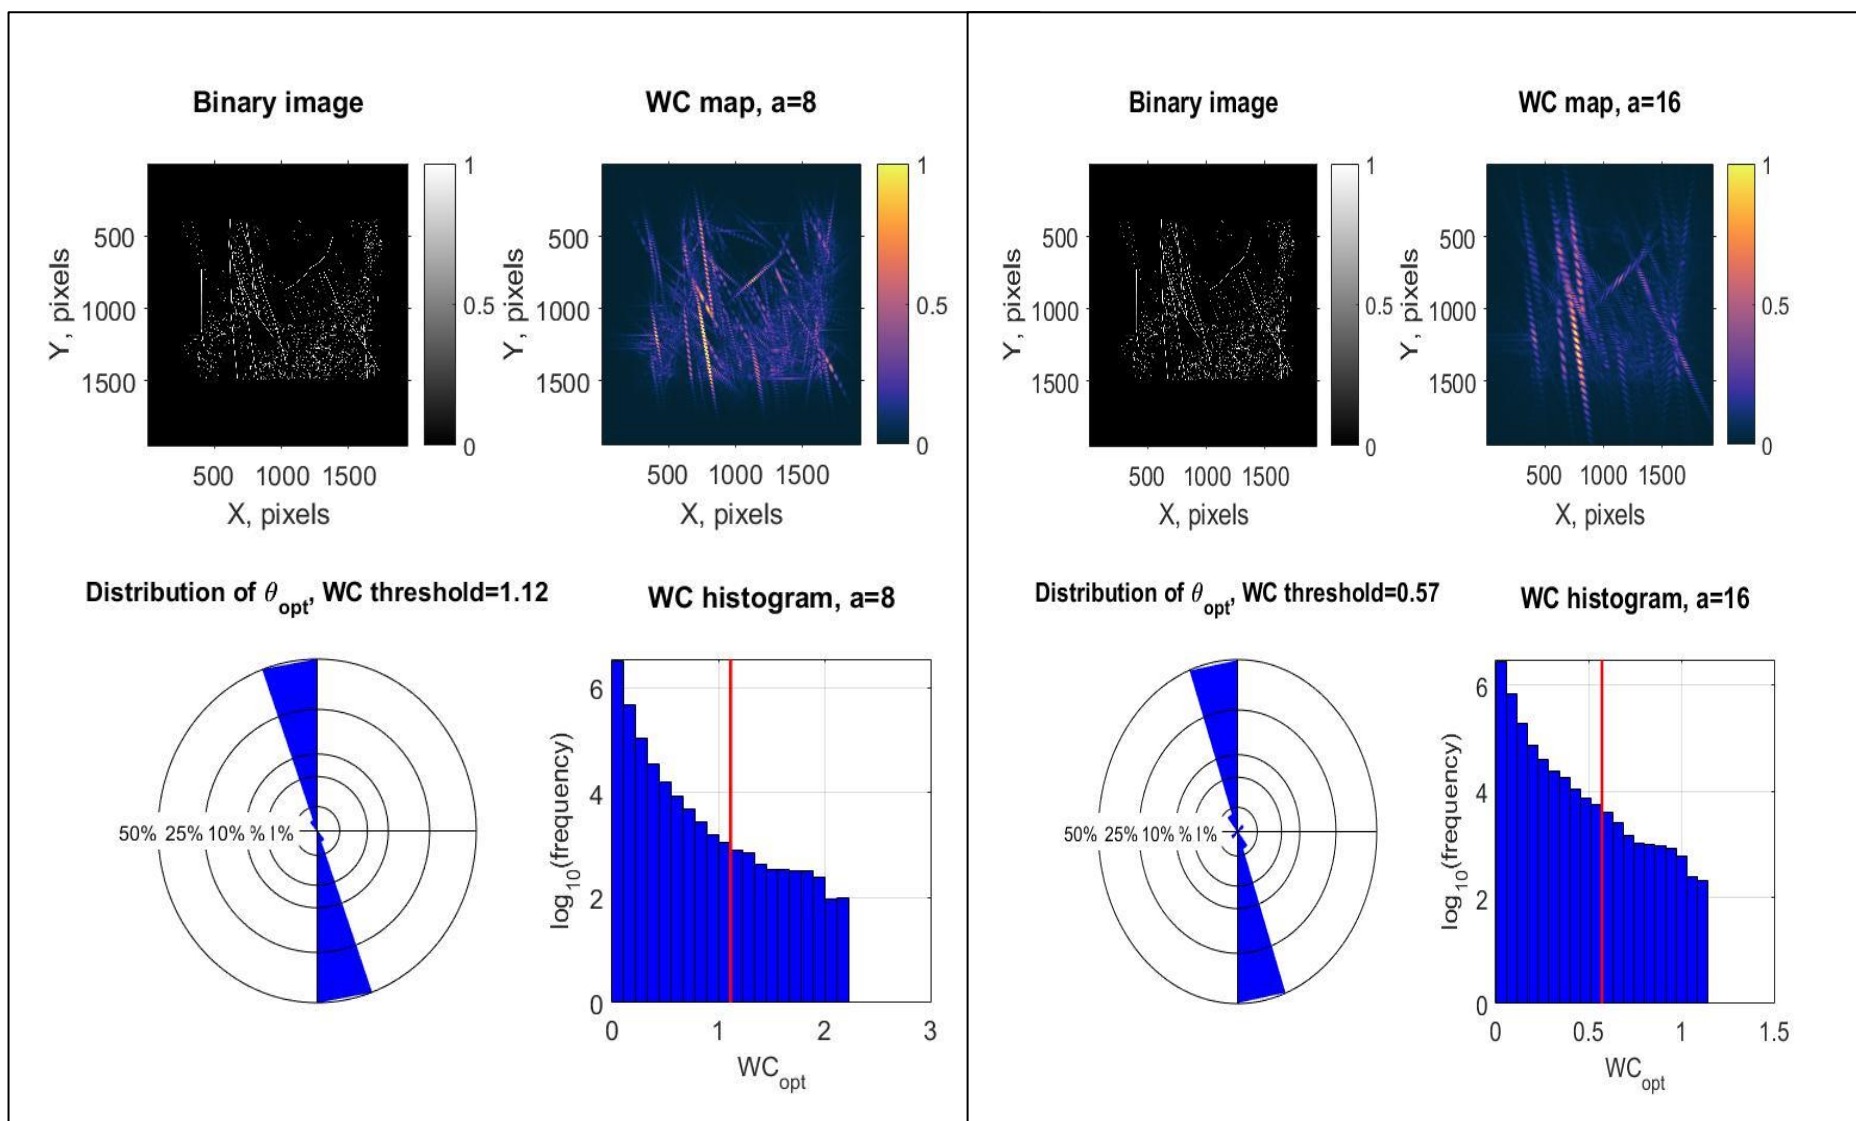 Binary image
WC map, a=8
1
0.5
0
500
1000
1500
Y, pixels
500 1000 1500
X, pixels
1
0.5
0
500
1000
1500
Y, pixels
500 1000 1500
X, pixels
Distribution of θopt, WC threshold=1.12
WC histogram, a=8
50% 25% 10% % 1%
6
4
2
0
log10(frequency)
0 1 2 3
WCopt
Binary image
WC map, a=16
1
0.5
0
500
1000
1500
Y, pixels
500 1000 1500
X, pixels
1
0.5
0
500
1000
1500
Y, pixels
500 1000 1500
X, pixels
Distribution of θopt, WC threshold=0.57
WC histogram, a=16
50% 25% 10% % 1%
6
4
2
0
log10(frequency)
0 0.5 1 1.5
WCopt